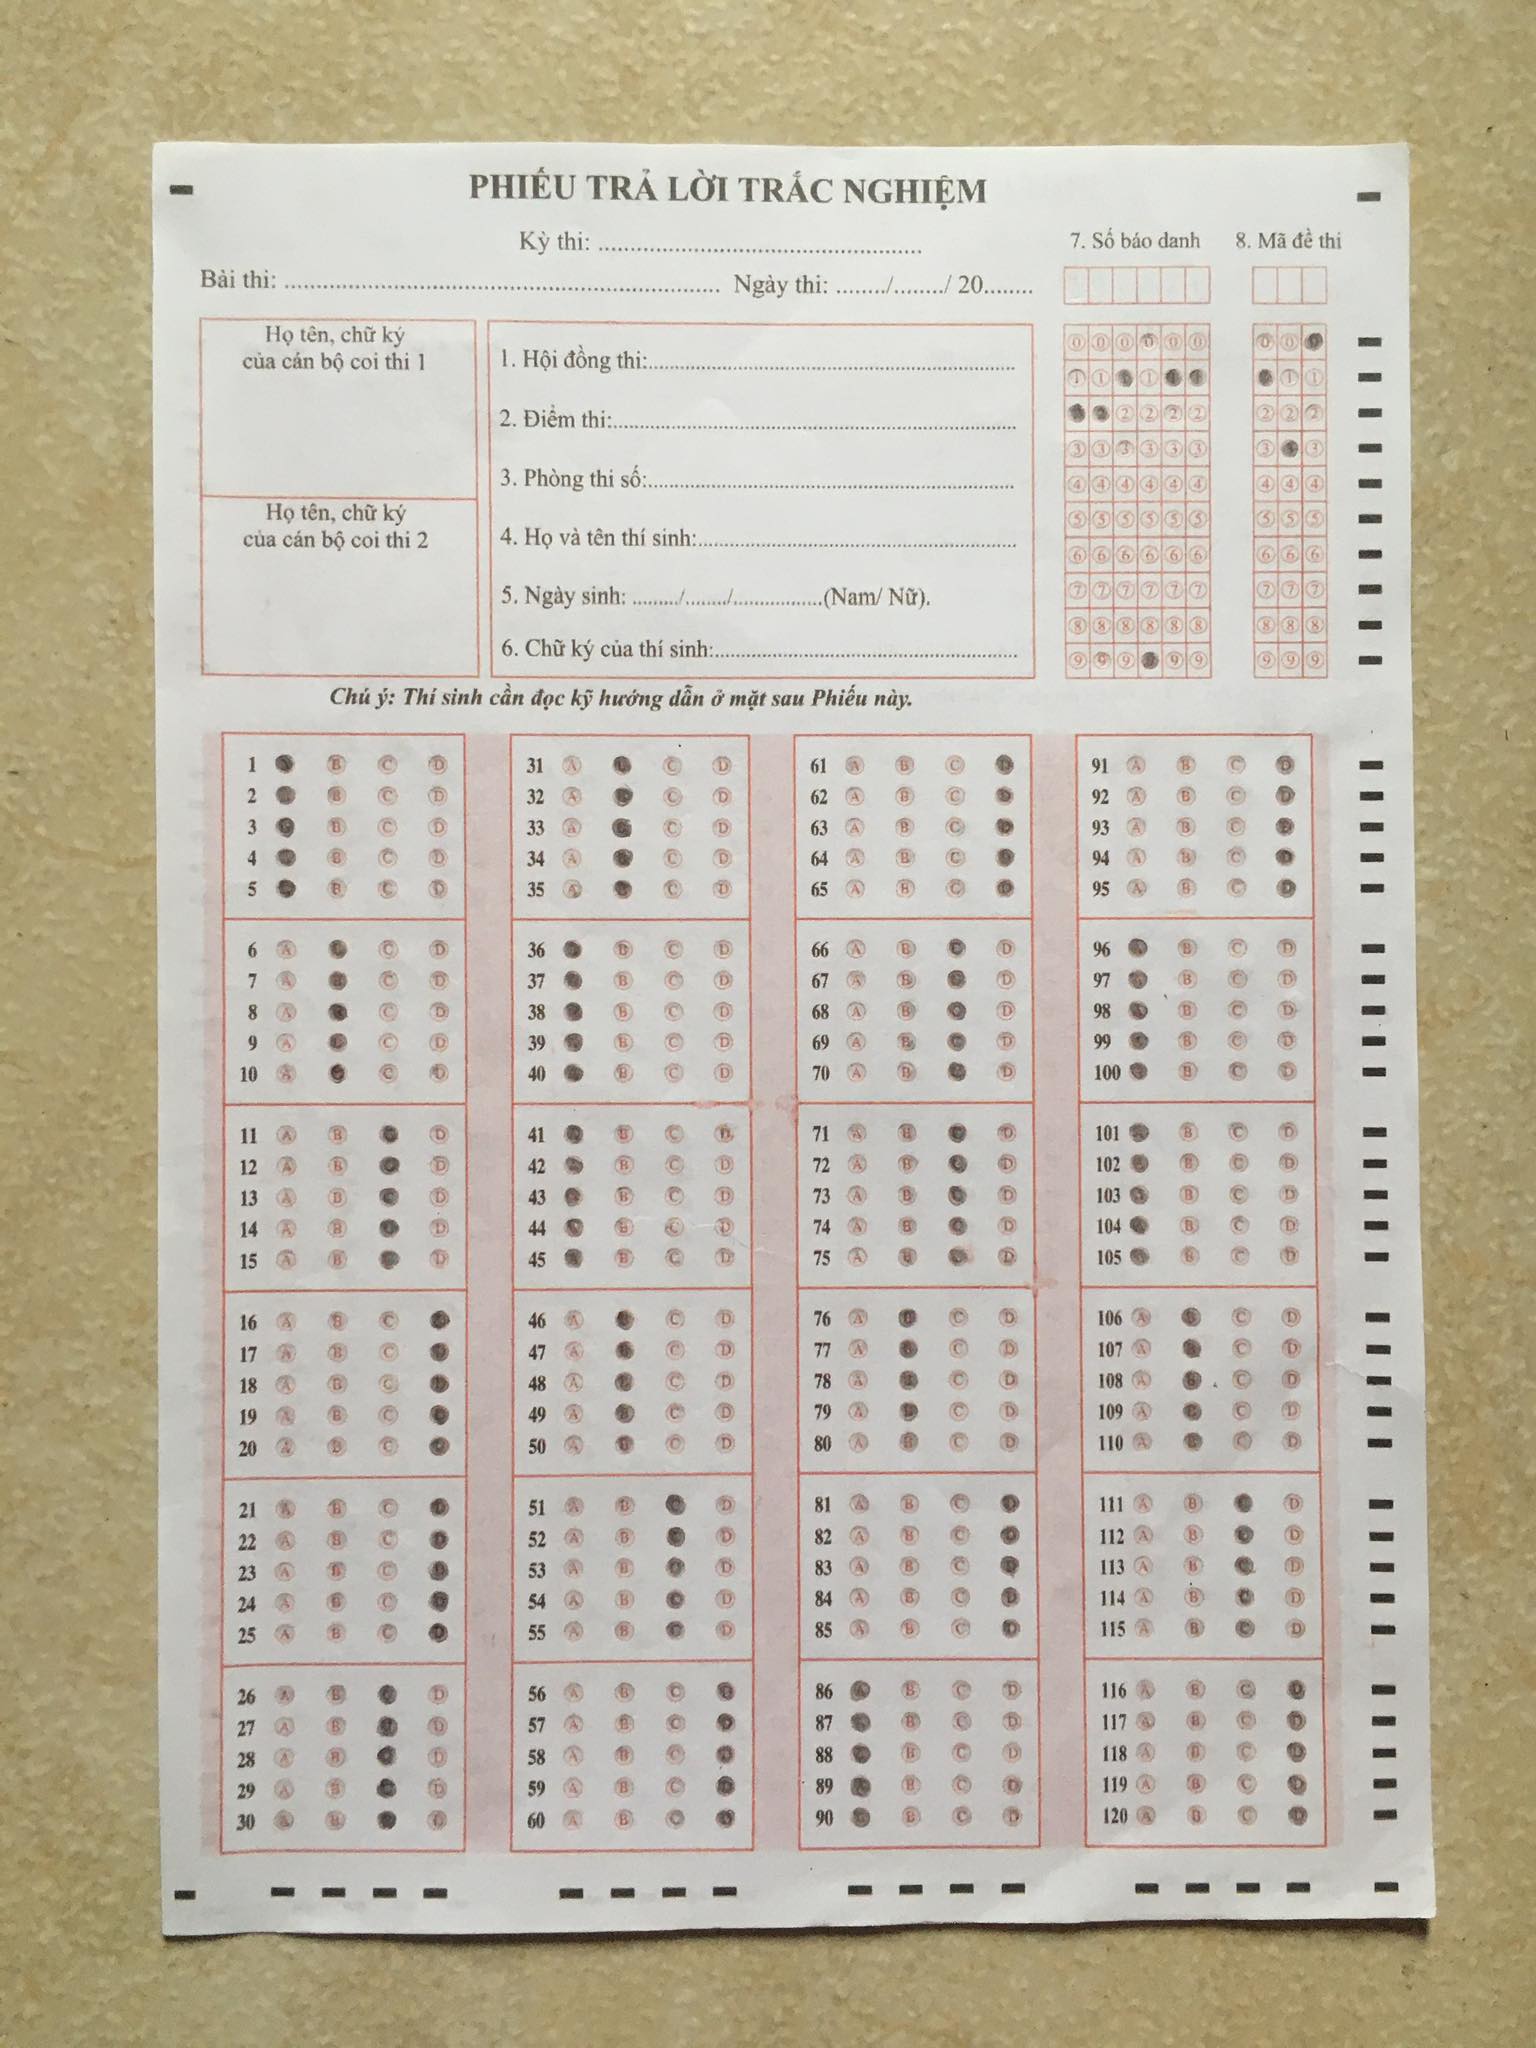 PHIẾU TRẢ LỜI TRẮC NGHIỆM
Kỳ thi: ....................................................
Bài thi: ..................................................................... Ngày thi: ......../......../ 20........
7. Số báo danh
8. Mã đề thi
Họ tên, chữ ký
của cán bộ coi thi 1
Họ tên, chữ ký
của cán bộ coi thi 2
1. Hội đồng thi:...........................................................
2. Điểm thi:.................................................................
3. Phòng thi số:...........................................................
4. Họ và tên thí sinh:...................................................
5. Ngày sinh: ........./......../.................(Nam/ Nữ).
6. Chữ ký của thí sinh:................................................
0 0 0 0 0 0 0 0
1 1 1 1 1
2 2 2 2 2 2 2
3 3 3 3 3 3 3 3
4 4 4 4 4 4 4 4 4
5 5 5 5 5 5 5 5 5
6 6 6 6 6 6 6 6 6
7 7 7 7 7 7 7 7 7
8 8 8 8 8 8 8 8 8
9 9 9 9 9 9 9 9
Chú ý: Thí sinh cần đọc kỹ hướng dẫn ở mặt sau Phiếu này.
1 B C D
2 B C D
3 B C D
4 B C D
5 B C D
6 A C D
7 A C D
8 A C D
9 A C D
10 A C D
11 A B D
12 A B D
13 A B D
14 A B D
15 A B D
16 A B C
17 A B C
18 A B C
19 A B C
20 A B C
21 A B C
22 A B C
23 A B C
24 A B C
25 A B C
26 A B D
27 A B D
28 A B D
29 A B D
30 A B
31 A C D
32 A C D
33 A C D
34 A C D
35 A C D
36 B C D
37 B C D
38 B C D
39 B C D
40 B C D
41 B C D
42 B C D
43 B C D
44 B C D
45 B C D
46 A C D
47 A C D
48 A C D
49 A C D
50 A C D
51 A B D
52 A B D
53 A B D
54 A B D
55 A B D
56 A B C
57 A B C
58 A B C
59 A B C
60 A B C
61 A B C
62 A B C
63 A B C
64 A B C
65 A B C
66 A B D
67 A B D
68 A B D
69 A B D
70 A B D
71 A B D
72 A B D
73 A B D
74 A B D
75 A B D
76 A C D
77 A C D
78 A C D
79 A C D
80 A C D
81 A B C
82 A B C
83 A B C
84 A B C
85 A B C
86 B C D
87 B C D
88 B C D
89 B C D
90 B C D
91 A B C
92 A B C
93 A B C
94 A B C
95 A B C
96 B C D
97 B C D
98 B C D
99 B C D
100 B C D
101 B C D
102 B C D
103 B C D
104 B C D
105 B C D
106 A C D
107 A C D
108 A C D
109 A C D
110 A C D
111 A B D
112 A B D
113 A B D
114 A B D
115 A B D
116 A B C
117 A B C
118 A B C
119 A B C
120 A B C